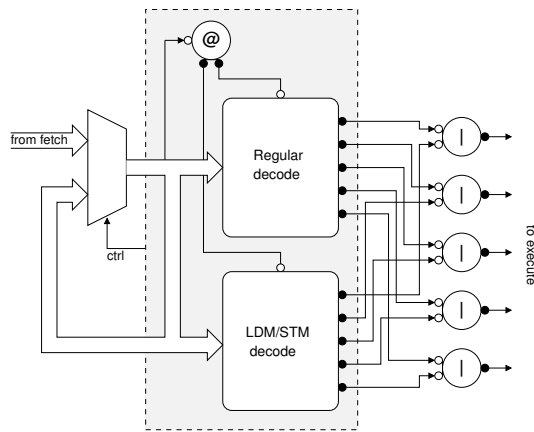 @
from fetch
Regular
decode
ctrl
LDM/STM
decode
|
|
|
|
|
to execute